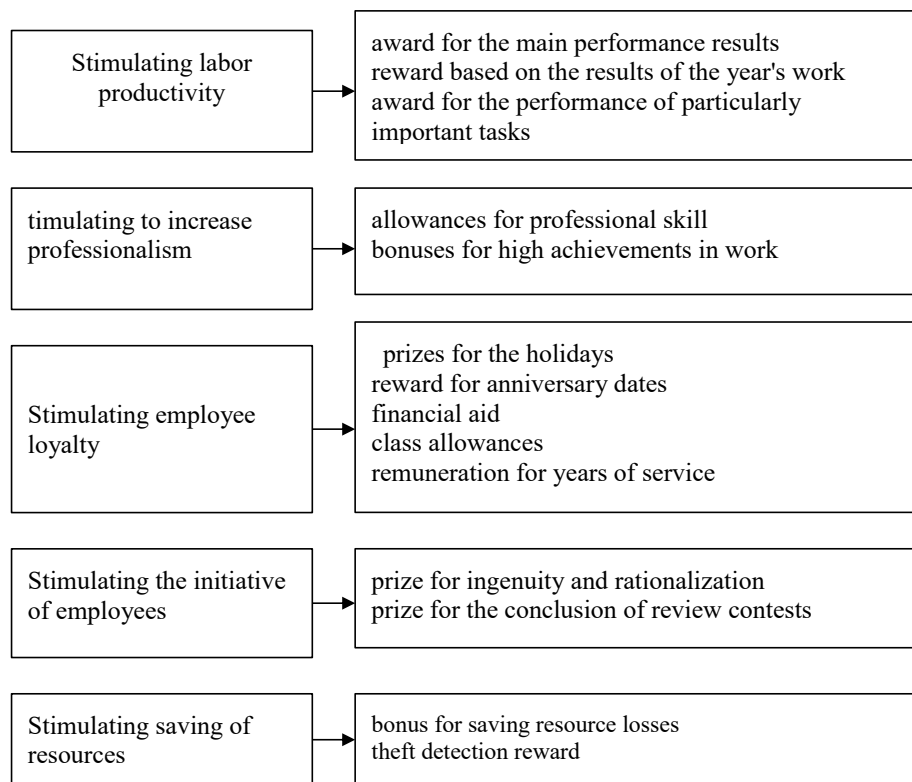 Stimulating labor
productivity
award for the main performance results
reward based on the results of the year's work
award for the performance of particularly
important tasks
timulating to increase
professionalism
allowances for professional skill
bonuses for high achievements in work
Stimulating employee
loyalty
prizes for the holidays
reward for anniversary dates
financial aid
class allowances
remuneration for years of service
Stimulating the initiative
of employees
prize for ingenuity and rationalization
prize for the conclusion of review contests
Stimulating saving of
resources
bonus for saving resource losses
theft detection reward